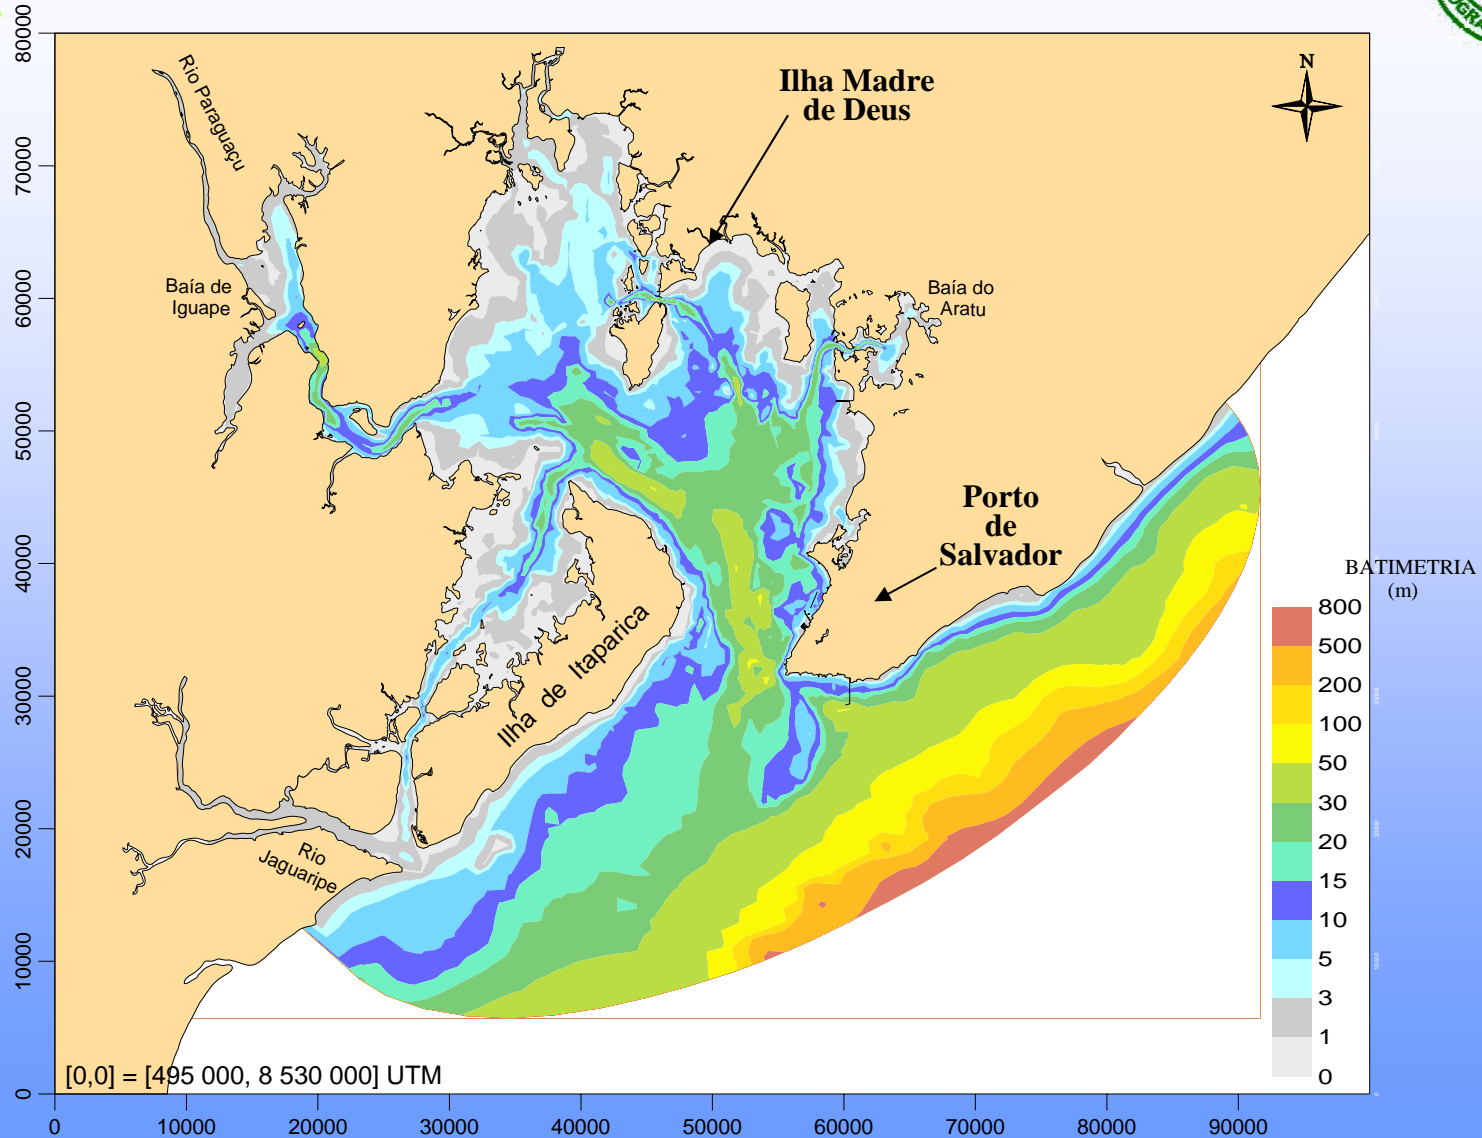 OGRA
80000
70000
60000
50000
40000
30000
20000
10000
0
Rio Paraguaçu
Ilha Madre
de Deus
N
Baía de
Iguape
Baía do
Aratu
Porto
de
Salvador
Ilha de Itaparica
Rio
Jaguaripe
BATIMETRIA
(m)
800
500
200
100
50
30
20
15
10
5
3
1
0
[0,0] = [495 000, 8 530 000] UTM
0
10000
20000
30000
40000
50000
60000
70000
80000
90000